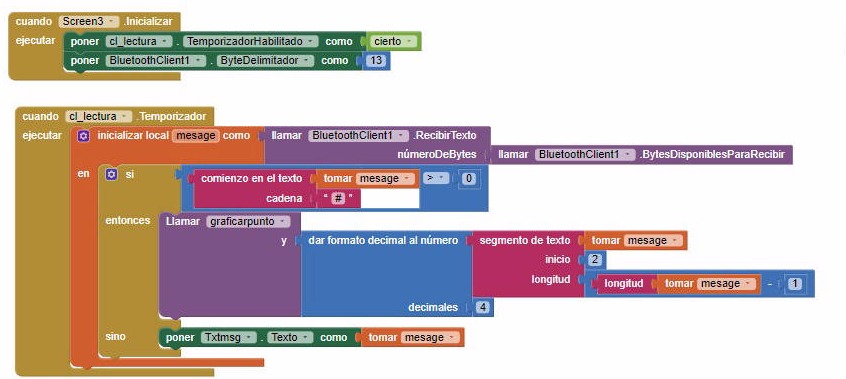 cuando Screen3 .Inicializar
ejecutar poner cl_lectura . TemporizadorHabilitado como cierto
poner BluetoothClient1 . ByteDelimitador como 13
cuando cl_lectura .Temporizador
ejecutar inicializar local mesage como llamar BluetoothClient1 .RecibirTexto
númeroDeBytes llamar BluetoothClient1 .BytesDisponiblesParaRecibir
en si comienzo en el texto tomar mesage > 0
cadena " # "
entonces Llamar graficarpunto
y dar formato decimal al número segmento de texto tomar mesage
inicio 2
longitud longitud tomar mesage - 1
decimales 4
sino poner Txtmsg . Texto como tomar mesage